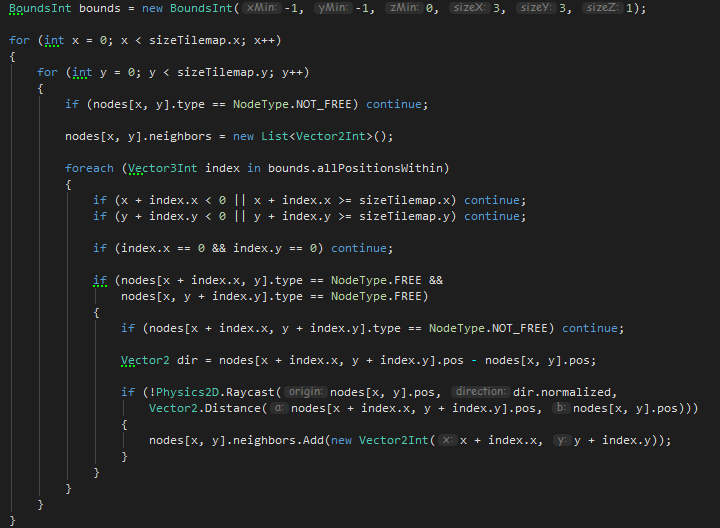 BoundsInt bounds = new BoundsInt( xMin: -1, yMin: -1, zMin: 0, sizeX: 3, sizeY: 3, sizeZ: 1);
for (int x = 0; x < sizeTilemap.x; x++)
{
for (int y = 0; y < sizeTilemap.y; y++)
{
if (nodes[x, y].type == NodeType.NOT_FREE) continue;
nodes[x, y].neighbors = new List<Vector2Int>();
foreach (Vector3Int index in bounds.allPositionsWithin)
{
if (x + index.x < 0 || x + index.x >= sizeTilemap.x) continue;
if (y + index.y < 0 || y + index.y >= sizeTilemap.y) continue;
if (index.x == 0 && index.y == 0) continue;
if (nodes[x + index.x, y].type == NodeType.FREE &&
nodes[x, y + index.y].type == NodeType.FREE)
{
if (nodes[x + index.x, y + index.y].type == NodeType.NOT_FREE) continue;
Vector2 dir = nodes[x + index.x, y + index.y].pos - nodes[x, y].pos;
if (!Physics2D.Raycast( origin: nodes[x, y].pos, direction: dir.normalized,
Vector2.Distance( a: nodes[x + index.x, y + index.y].pos, b: nodes[x, y].pos)))
{
nodes[x, y].neighbors.Add(new Vector2Int( x: x + index.x, y: y + index.y));
}
}
}
}
}